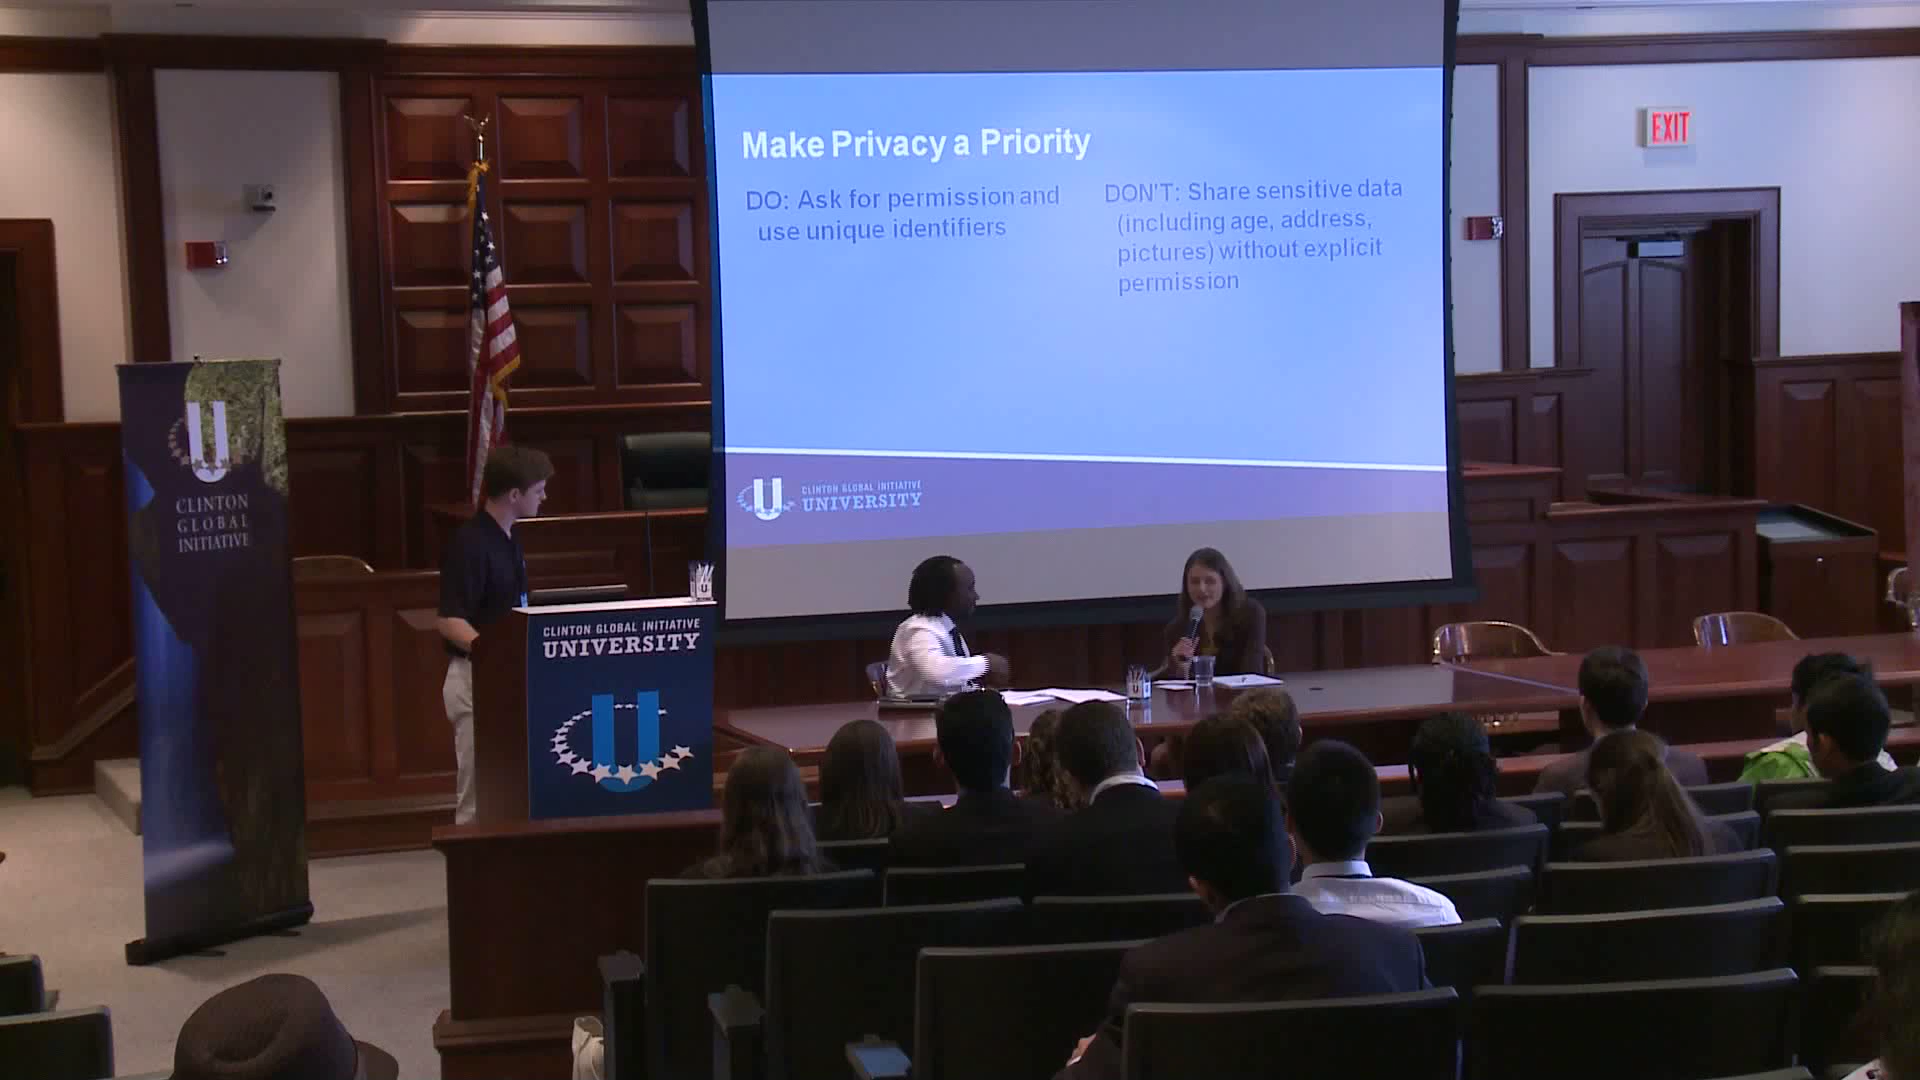 Make Privacy a Priority
DO: Ask for permission and
use unique identifiers
DON'T: Share sensitive data
(including age, address,
pictures) without explicit
permission
U
CLINTON GLOBAL INITIATIVE
UNIVERSITY
EXIT
U
CLINTON
GLOBAL
INITIATIVE
CLINTON GLOBAL INITIATIVE
UNIVERSITY
U
U
U